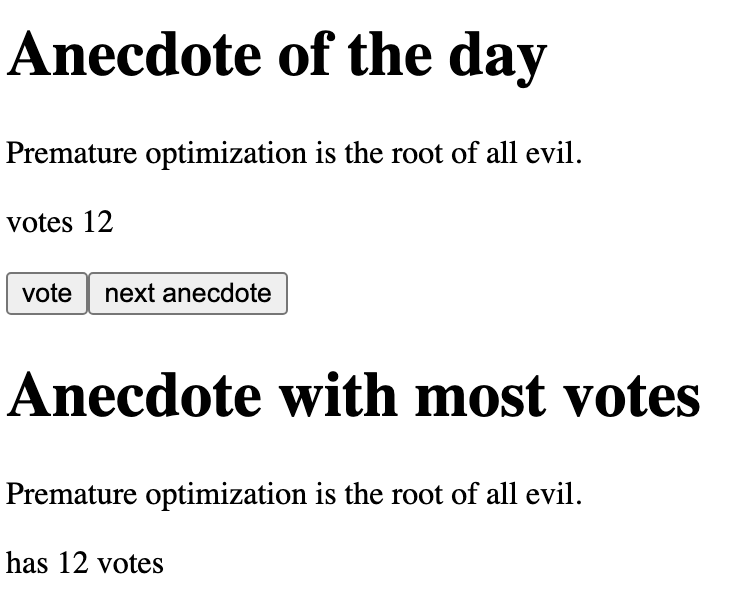 Anecdote of the day
Premature optimization is the root of all evil.
votes 12
vote next anecdote
Anecdote with most votes
Premature optimization is the root of all evil.
has 12 votes